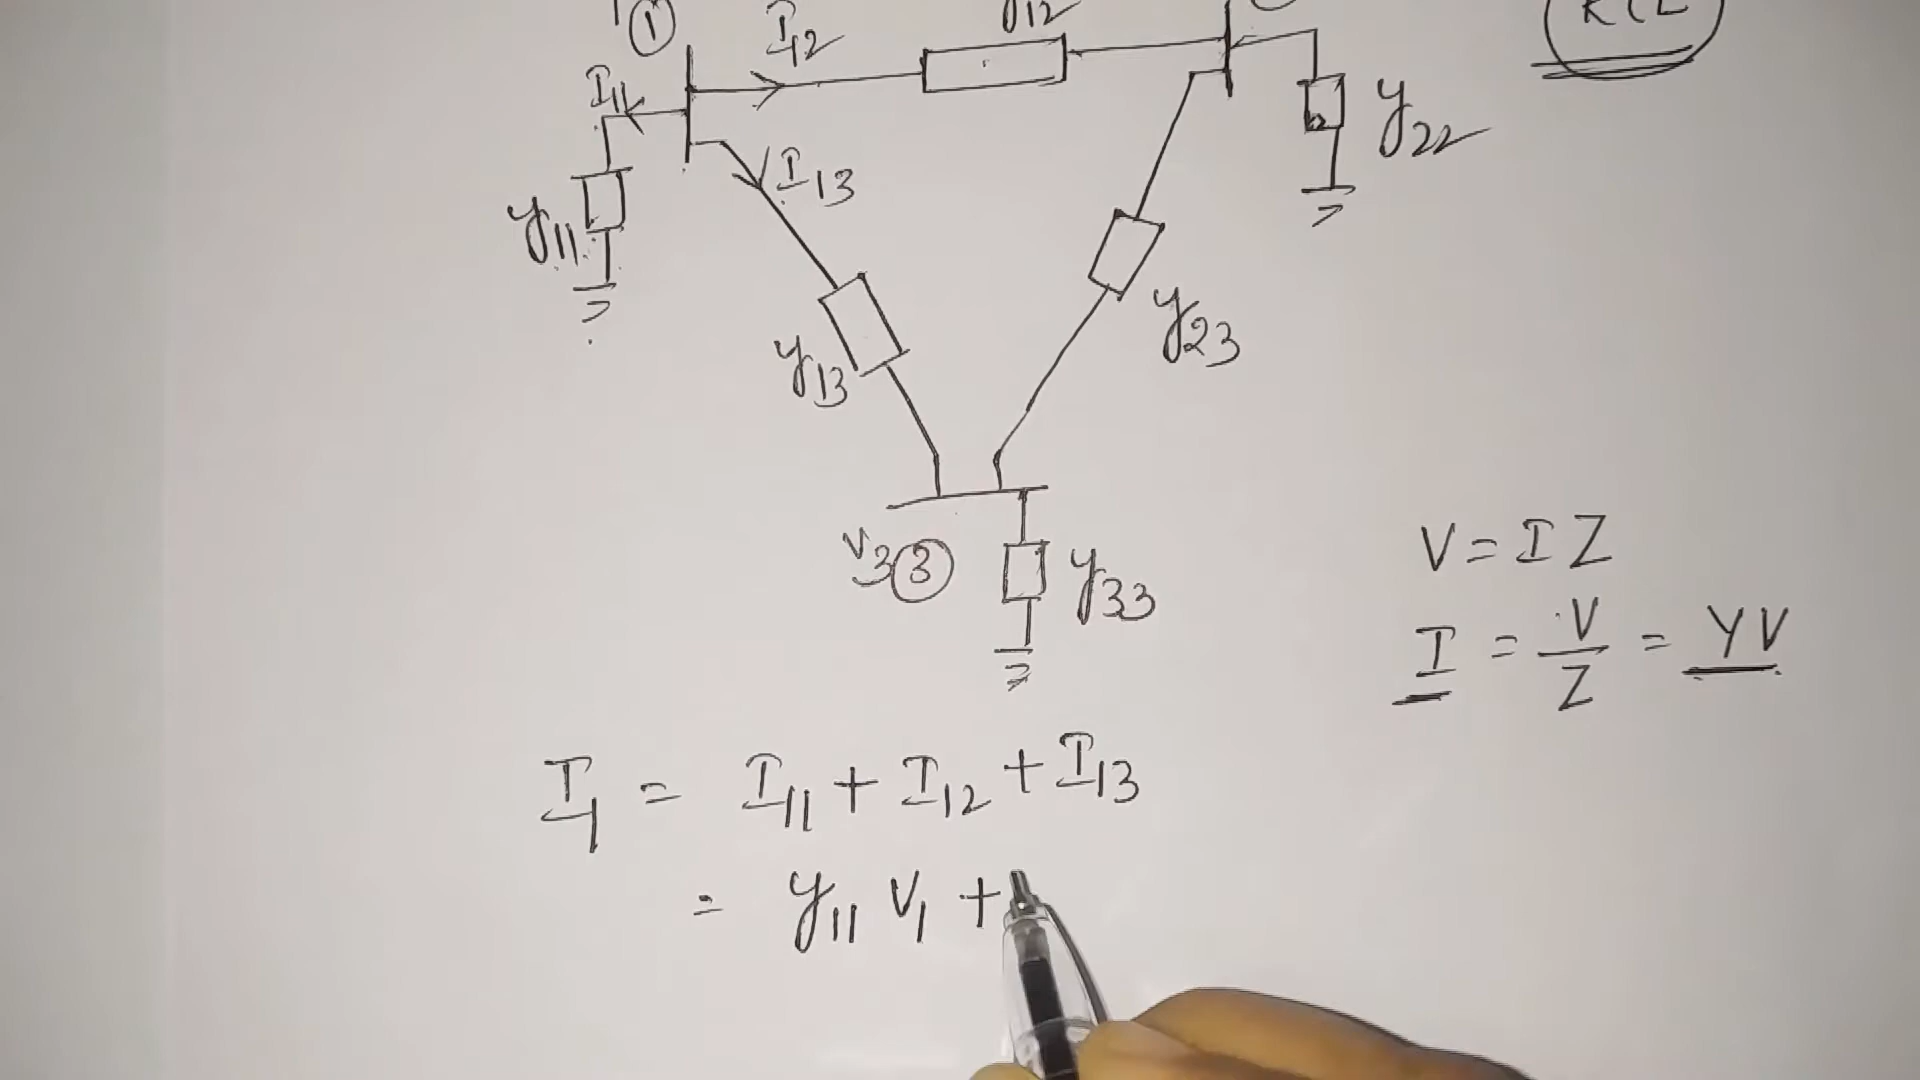 ①
I12
y12
KCL
I11
y22
I13
y11
y13
y23
V3 ③
y33
V = I Z
I = V/Z = YV
I1 = I11 + I12 + I13
= y11 V1 +